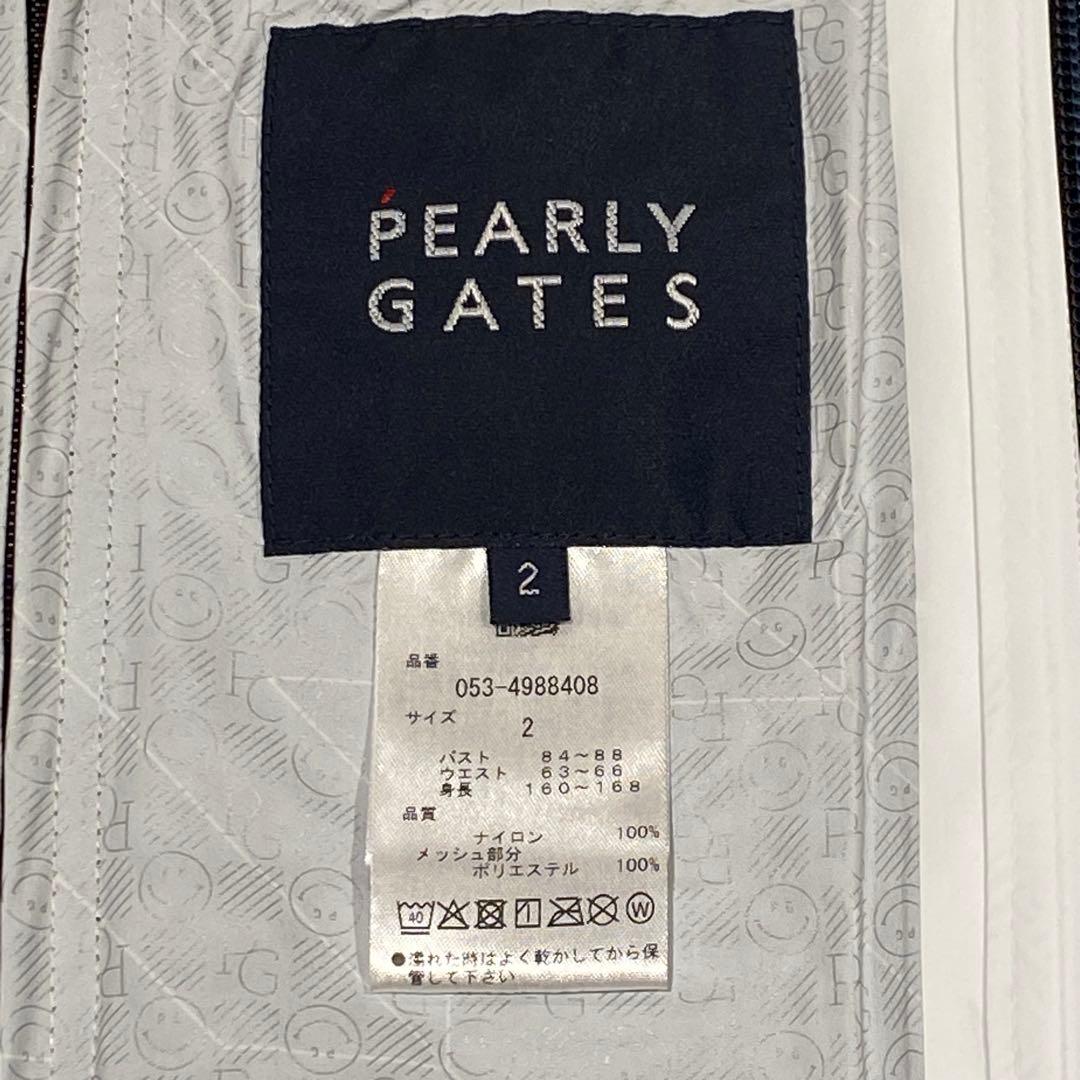 PEARLY
GATES
2
品番
053-4988408
サイズ
2
バスト 84～88
ウエスト 63～66
身長 160～168
品質
ナイロン 100%
メッシュ部分
ポリエステル 100%
40 W
●濡れた時はよく乾かしてから保
管して下さい
PG